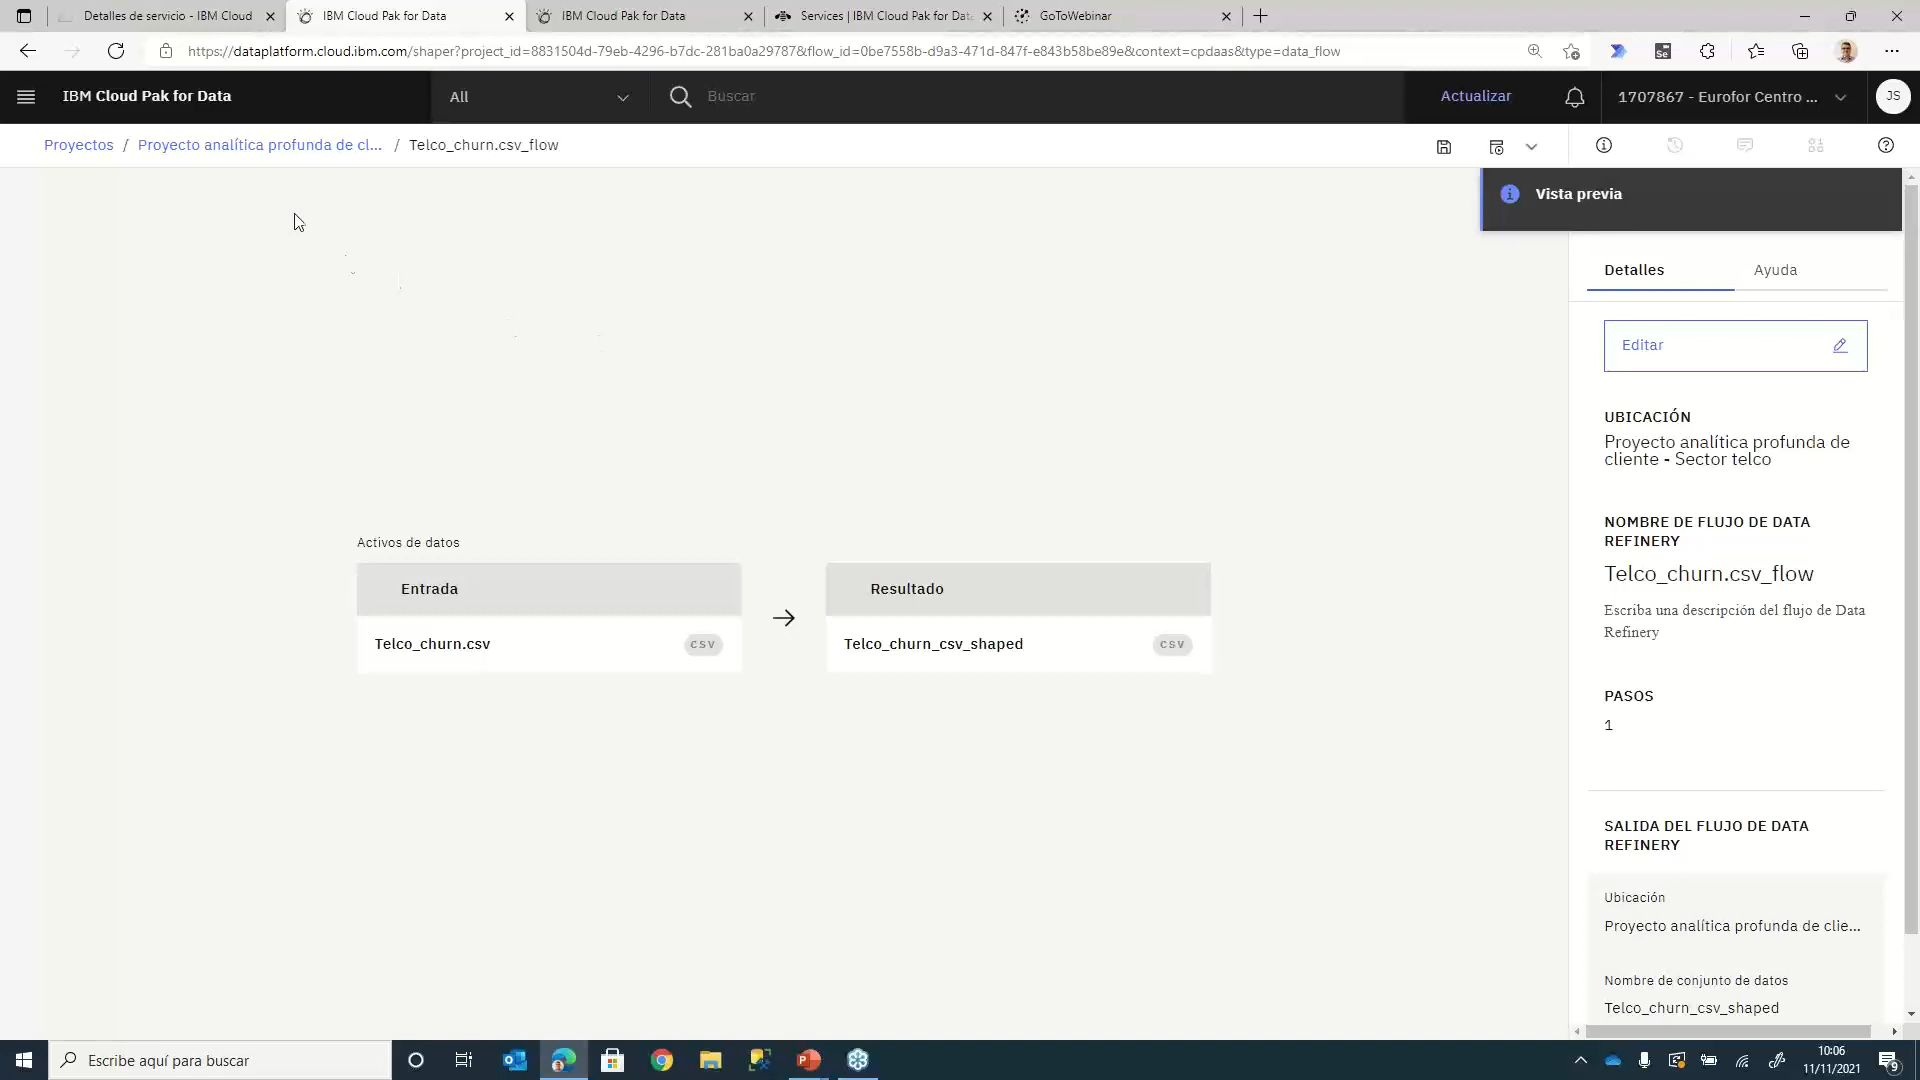 Detalles de servicio - IBM Cloud
IBM Cloud Pak for Data
IBM Cloud Pak for Data
Services | IBM Cloud Pak for Dat
GoToWebinar
https://dataplatform.cloud.ibm.com/shaper?project_id=8831504d-79eb-4296-b7dc-281ba0a29787&flow_id=0be7558b-d9a3-471d-847f-e843b58be89e&context=cpdaas&type=data_flow
IBM Cloud Pak for Data
All
Buscar
Actualizar
1707867 - Eurofor Centro ...
JS
Proyectos / Proyecto analítica profunda de cl... / Telco_churn.csv_flow
Vista previa
Detalles
Ayuda
Editar
UBICACIÓN
Proyecto analítica profunda de
cliente - Sector telco
NOMBRE DE FLUJO DE DATA
REFINERY
Telco_churn.csv_flow
Escriba una descripción del flujo de Data
Refinery
PASOS
1
SALIDA DEL FLUJO DE DATA
REFINERY
Ubicación
Proyecto analítica profunda de clie...
Nombre de conjunto de datos
Telco_churn_csv_shaped
Activos de datos
Entrada
Telco_churn.csv
CSV
Resultado
Telco_churn_csv_shaped
CSV
Escribe aquí para buscar
10:06
11/11/2021
9